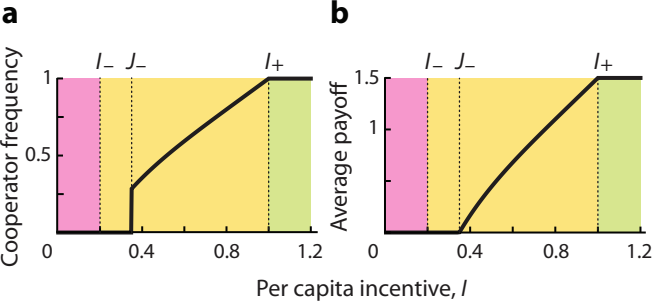 a
b
I– J– I+
I– J– I+
Cooperator frequency
1
0.5
0 0.4 0.8 1.2
Average payoff
1.5
1
0 0.4 0.8 1.2
Per capita incentive, I